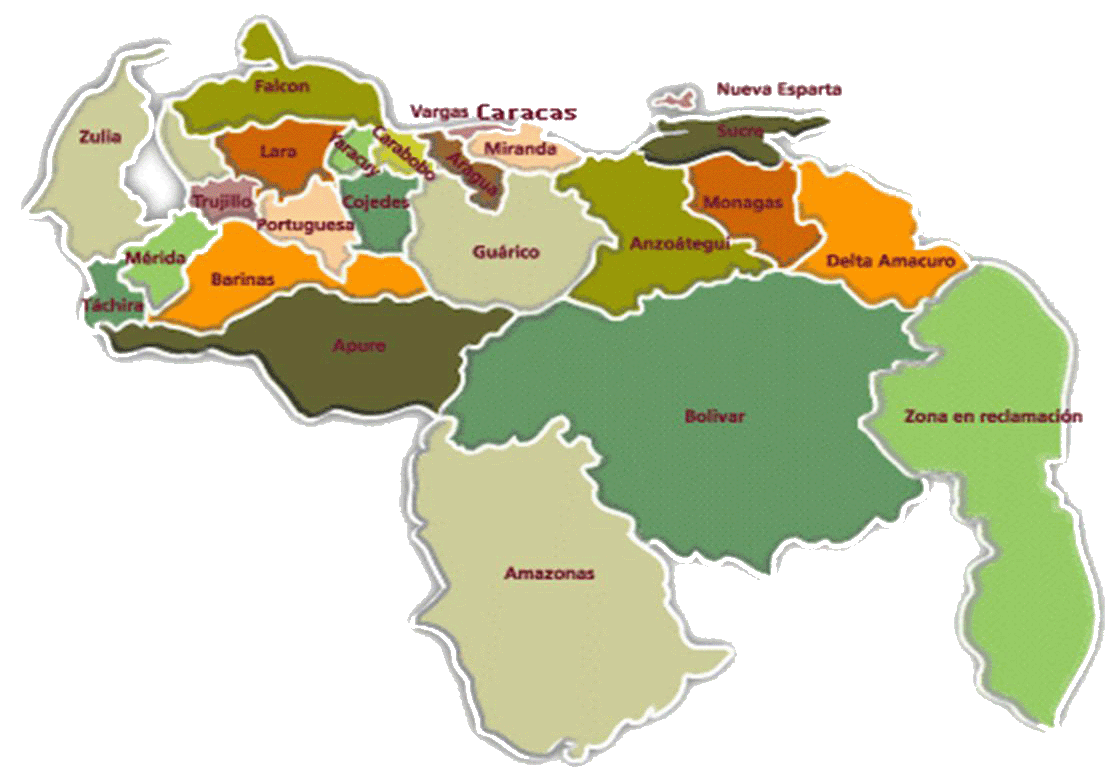 Falcon
Nueva Esparta
Vargas Caracas
Zulia
Sucre
Lara
Yaracuy
Carabobo
Aragua
Miranda
Trujillo
Cojedes
Monagas
Portuguesa
Anzoátegui
Guárico
Mérida
Delta Amacuro
Barinas
Táchira
Apure
Bolívar
Zona en reclamación
Amazonas